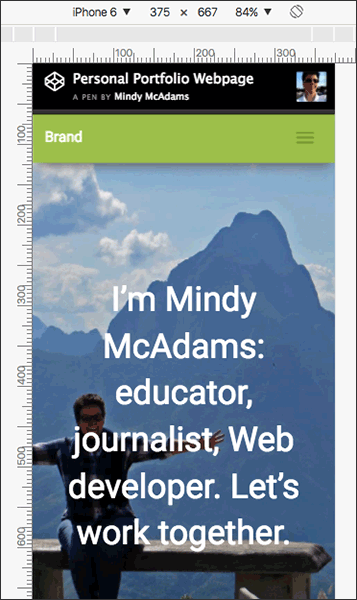 iPhone 6 ▼ 375 × 667 84% ▼
100 200 300
Personal Portfolio Webpage
A PEN BY Mindy McAdams
100
Brand
200
300
I’m Mindy
McAdams:
educator,
400
journalist, Web
500
developer. Let’s
work together.
600